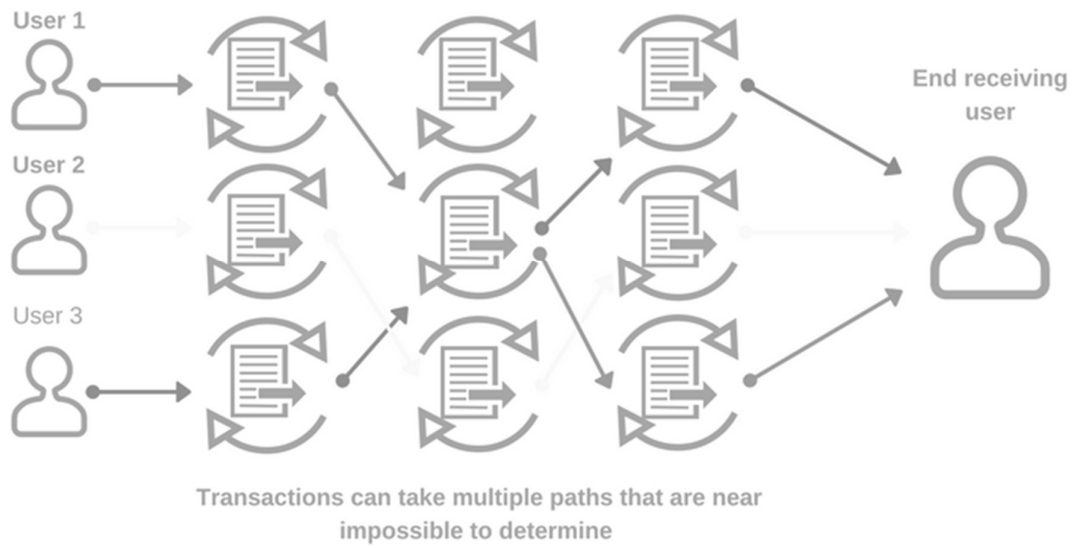 User 1
End receiving
user
User 2
User 3
Transactions can take multiple paths that are near
impossible to determine